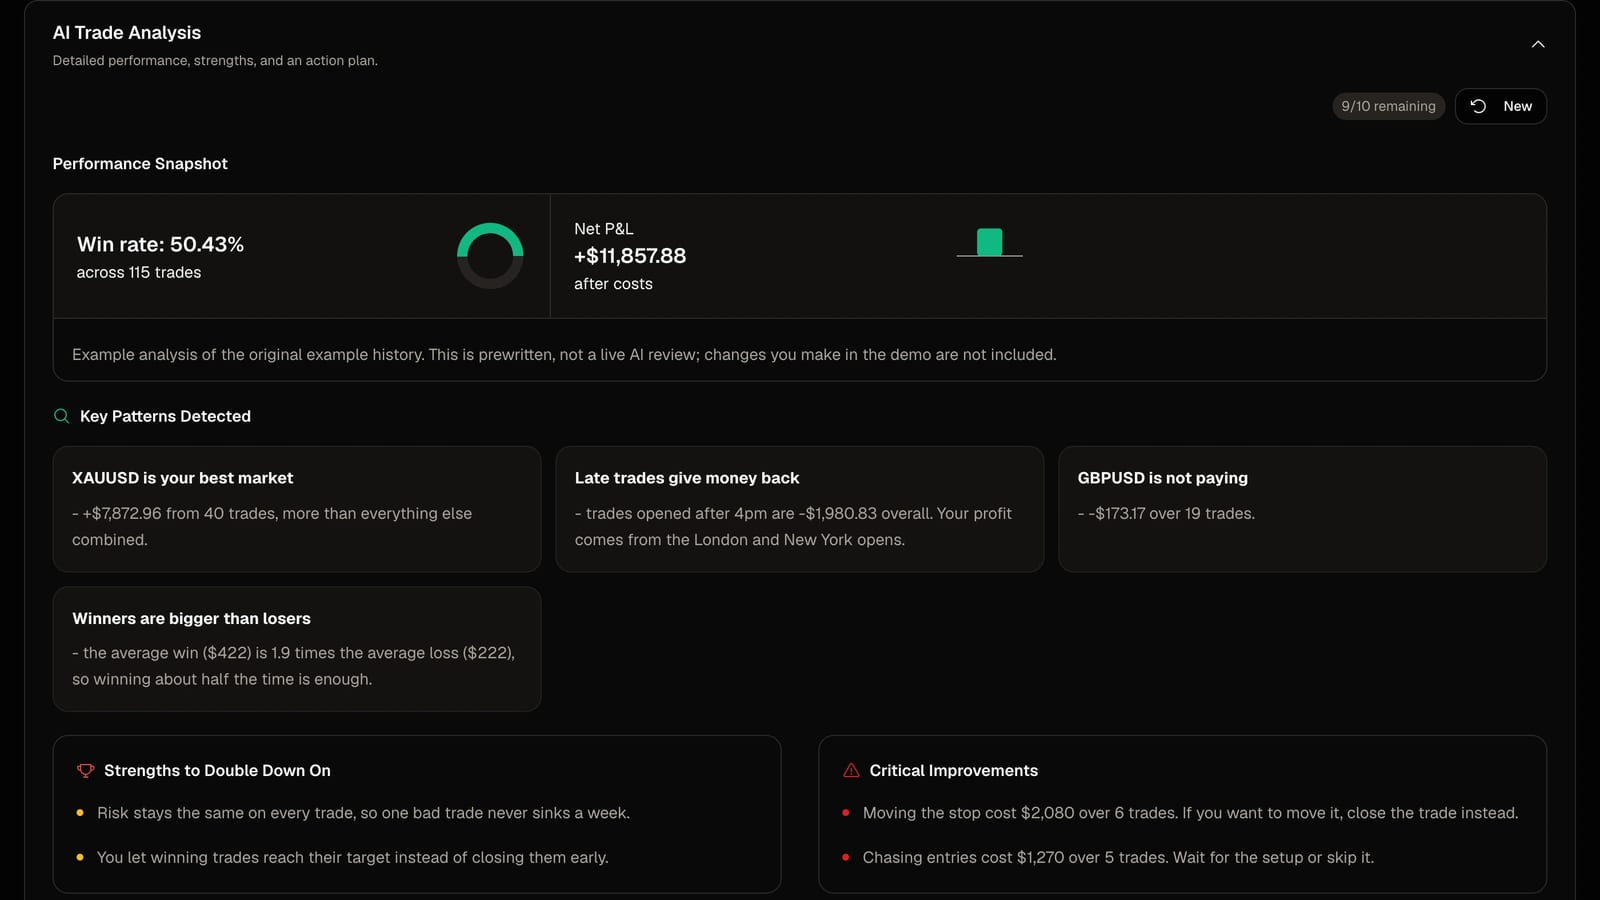 AI Trade Analysis
Detailed performance, strengths, and an action plan.
9/10 remaining
New
Performance Snapshot
Win rate: 50.43%
across 115 trades
Net P&L
+$11,857.88
after costs
Example analysis of the original example history. This is prewritten, not a live AI review; changes you make in the demo are not included.
Key Patterns Detected
XAUUSD is your best market
- +$7,872.96 from 40 trades, more than everything else
combined.
Late trades give money back
- trades opened after 4pm are -$1,980.83 overall. Your profit
comes from the London and New York opens.
GBPUSD is not paying
- -$173.17 over 19 trades.
Winners are bigger than losers
- the average win ($422) is 1.9 times the average loss ($222),
so winning about half the time is enough.
Strengths to Double Down On
Risk stays the same on every trade, so one bad trade never sinks a week.
You let winning trades reach their target instead of closing them early.
Critical Improvements
Moving the stop cost $2,080 over 6 trades. If you want to move it, close the trade instead.
Chasing entries cost $1,270 over 5 trades. Wait for the setup or skip it.